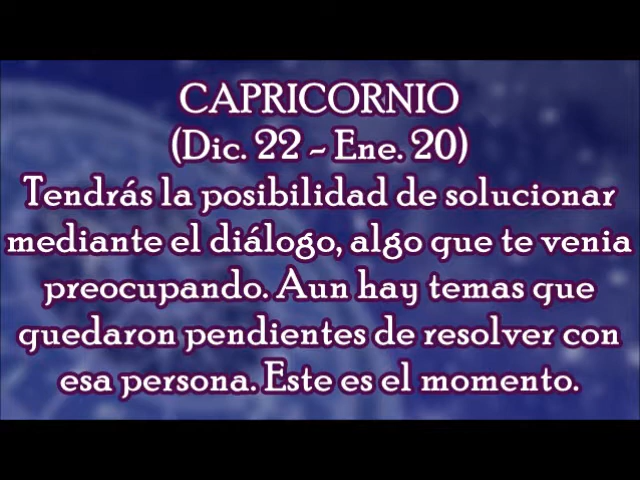 CAPRICORNIO
(Dic. 22 - Ene. 20)
Tendrás la posibilidad de solucionar
mediante el diálogo, algo que te venia
preocupando. Aun hay temas que
quedaron pendientes de resolver con
esa persona. Este es el momento.